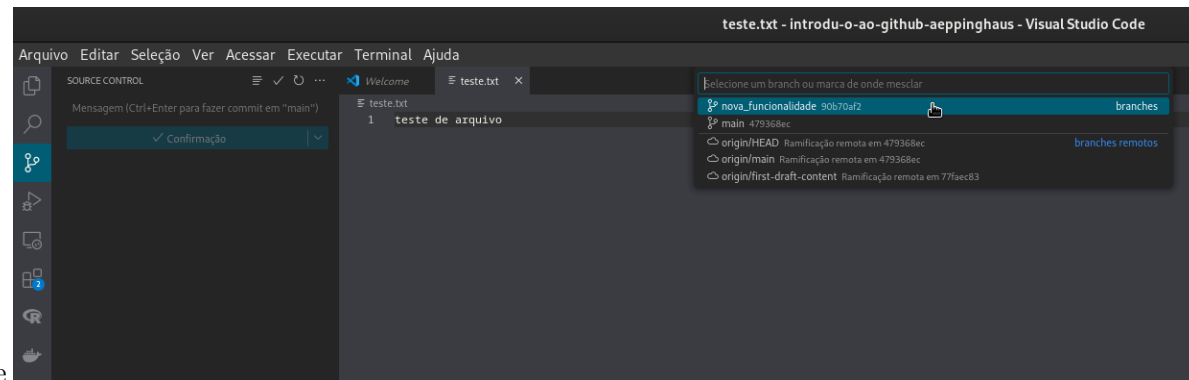 teste.txt - introdu-o-ao-github-aeppinghaus - Visual Studio Code
Arquivo Editar Seleção Ver Acessar Executar Terminal Ajuda
SOURCE CONTROL
Welcome
teste.txt
Mensagem (Ctrl+Enter para fazer commit em "main")
Confirmação
teste.txt
1 teste de arquivo
Selecione um branch ou marca de onde mesclar
nova_funcionalidade 90b70af2 branches
main 479368ec
origin/HEAD Ramificação remota em 479368ec branches remotos
origin/main Ramificação remota em 479368ec
origin/first-draft-content Ramificação remota em 77faec83
2
R
e